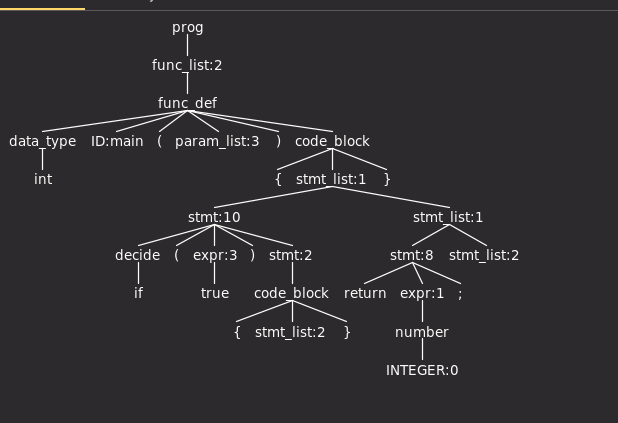 prog
func_list:2
func_def
data_type ID:main ( param_list:3 ) code_block
int { stmt_list:1 }
stmt:10 stmt_list:1
decide ( expr:3 ) stmt:2 stmt:8 stmt_list:2
if true code_block return expr:1 ;
{ stmt_list:2 } number
INTEGER:0